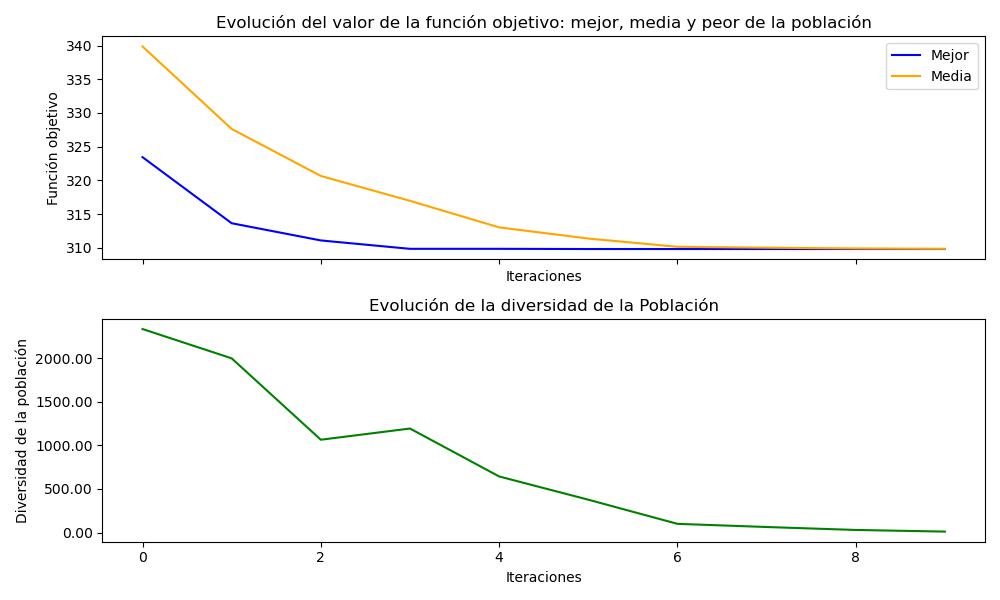 Evolución del valor de la función objetivo: mejor, media y peor de la población
Función objetivo
340
335
330
325
320
315
310
Mejor
Media
Iteraciones
Evolución de la diversidad de la Población
Diversidad de la población
2000.00
1500.00
1000.00
500.00
0.00
0 2 4 6 8
Iteraciones